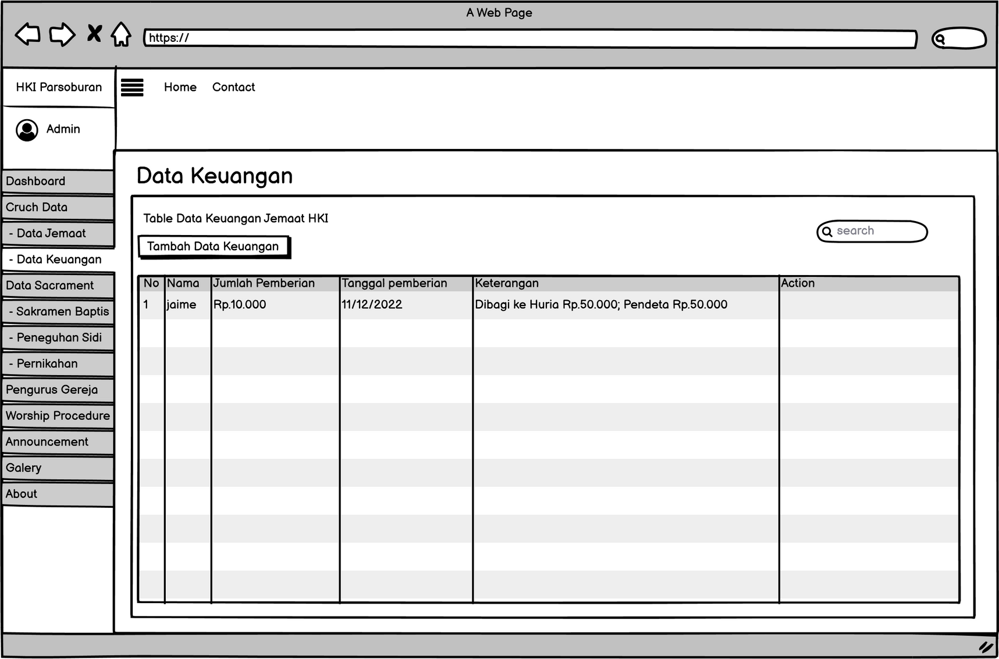 A Web Page
https://
HKI Parsoburan
Home
Contact
Admin
Dashboard
Cruch Data
- Data Jemaat
- Data Keuangan
Data Sacrament
- Sakramen Baptis
- Peneguhan Sidi
- Pernikahan
Pengurus Gereja
Worship Procedure
Announcement
Galery
About
Data Keuangan
Table Data Keuangan Jemaat HKI
search
Tambah Data Keuangan
No Nama Jumlah Pemberian Tanggal pemberian Keterangan Action
1 jaime Rp.10.000 11/12/2022 Dibagi ke Huria Rp.50.000; Pendeta Rp.50.000